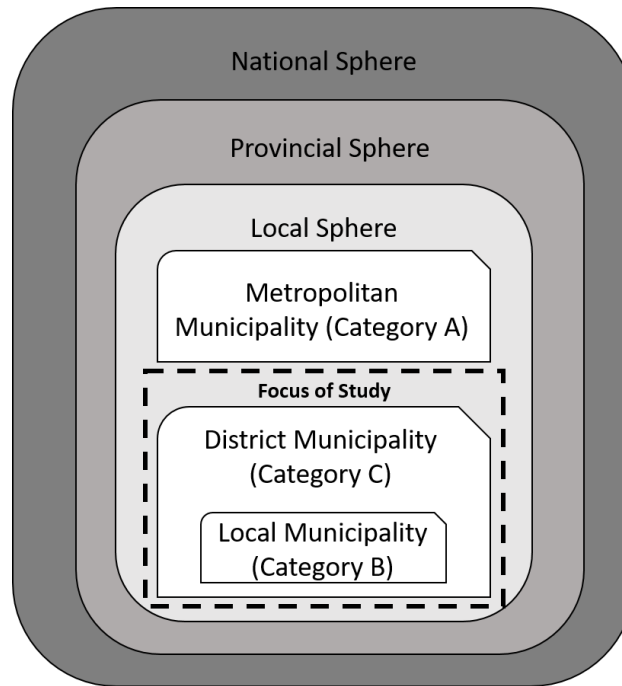 National Sphere
Provincial Sphere
Local Sphere
Metropolitan
Municipality (Category A)
Focus of Study
District Municipality
(Category C)
Local Municipality
(Category B)